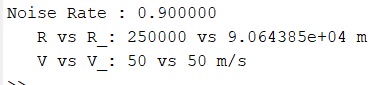 Noise Rate : 0.900000
R vs R_: 250000 vs 9.064385e+04 m
V vs V_: 50 vs 50 m/s
>>